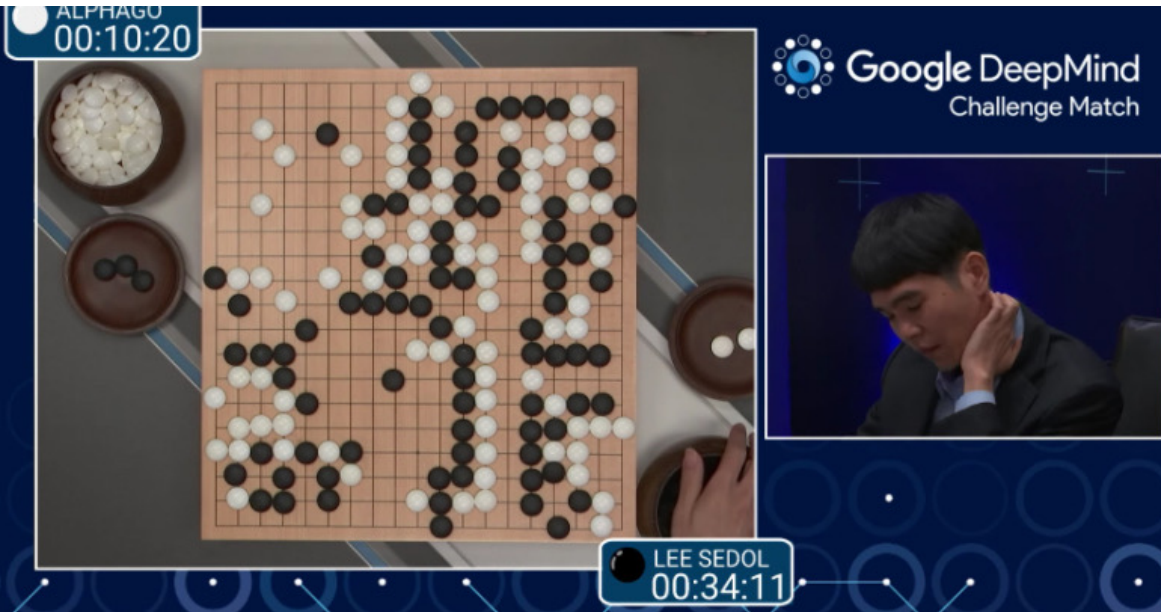 ALPHAGO
00:10:20
Google DeepMind
Challenge Match
LEE SEDOL
00:34:11